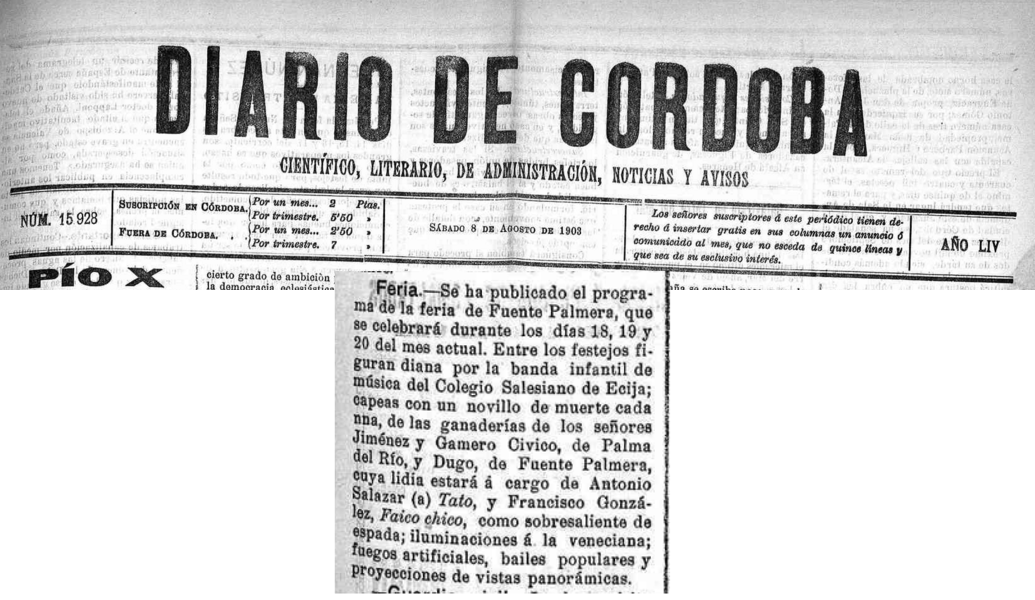 DIARIO DE CORDOBA
CIENTÍFICO, LITERARIO, DE ADMINISTRACIÓN, NOTICIAS Y AVISOS
NÚM. 15 928
SUSCRIPCIÓN EN CÓRDOBA.
Por un mes... 2 Ptas.
Por trimestre. 5'50 »
FUERA DE CÓRDOBA. .
Por un mes... 2'50 »
Por trimestre. 7 »
SÁBADO 8 DE AGOSTO DE 1903
Los señores suscriptores á este periódico tienen de-
recho á insertar gratis en sus columnas un anuncio ó
comunicado al mes, que no esceda de quince líneas y
que sea de su esclusivo interés.
AÑO LIV
PÍO X
cierto grado de ambición
la democracia
Feria.—Se ha publicado el progra-
ma de la feria de Fuente Palmera, que
se celebrará durante los días 18, 19 y
20 del mes actual. Entre los festejos fi-
guran diana por la banda infantil de
música del Colegio Salesiano de Ecija;
capeas con un novillo de muerte cada
nna, de las ganaderías de los señores
Jiménez y Gamero Civico, de Palma
del Río, y Dugo, de Fuente Palmera,
cuya lidia estará á cargo de Antonio
Salazar (a) Tato, y Francisco Gonzá-
lez, Faico chico, como sobresaliente de
espada; iluminaciones á la veneciana;
fuegos artificiales, bailes populares y
proyecciones de vistas panorámicas.